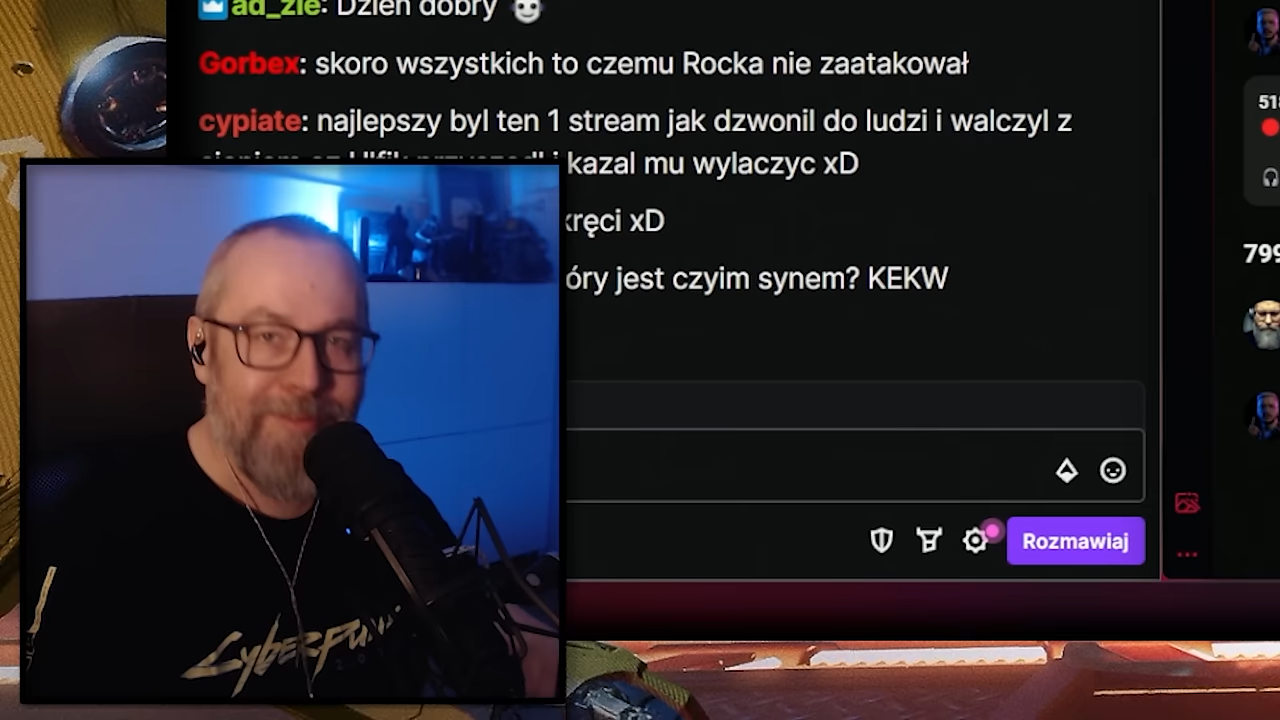 ad_zie: Dzień dobry
Gorbex: skoro wszystkich to czemu Rocka nie zaatakował
cypiate: najlepszy byl ten 1 stream jak dzwonil do ludzi i walczyl z
kazal mu wylaczyc xD
kręci xD
óry jest czyim synem? KEKW
Rozmawiaj
518
799
Cyberpu